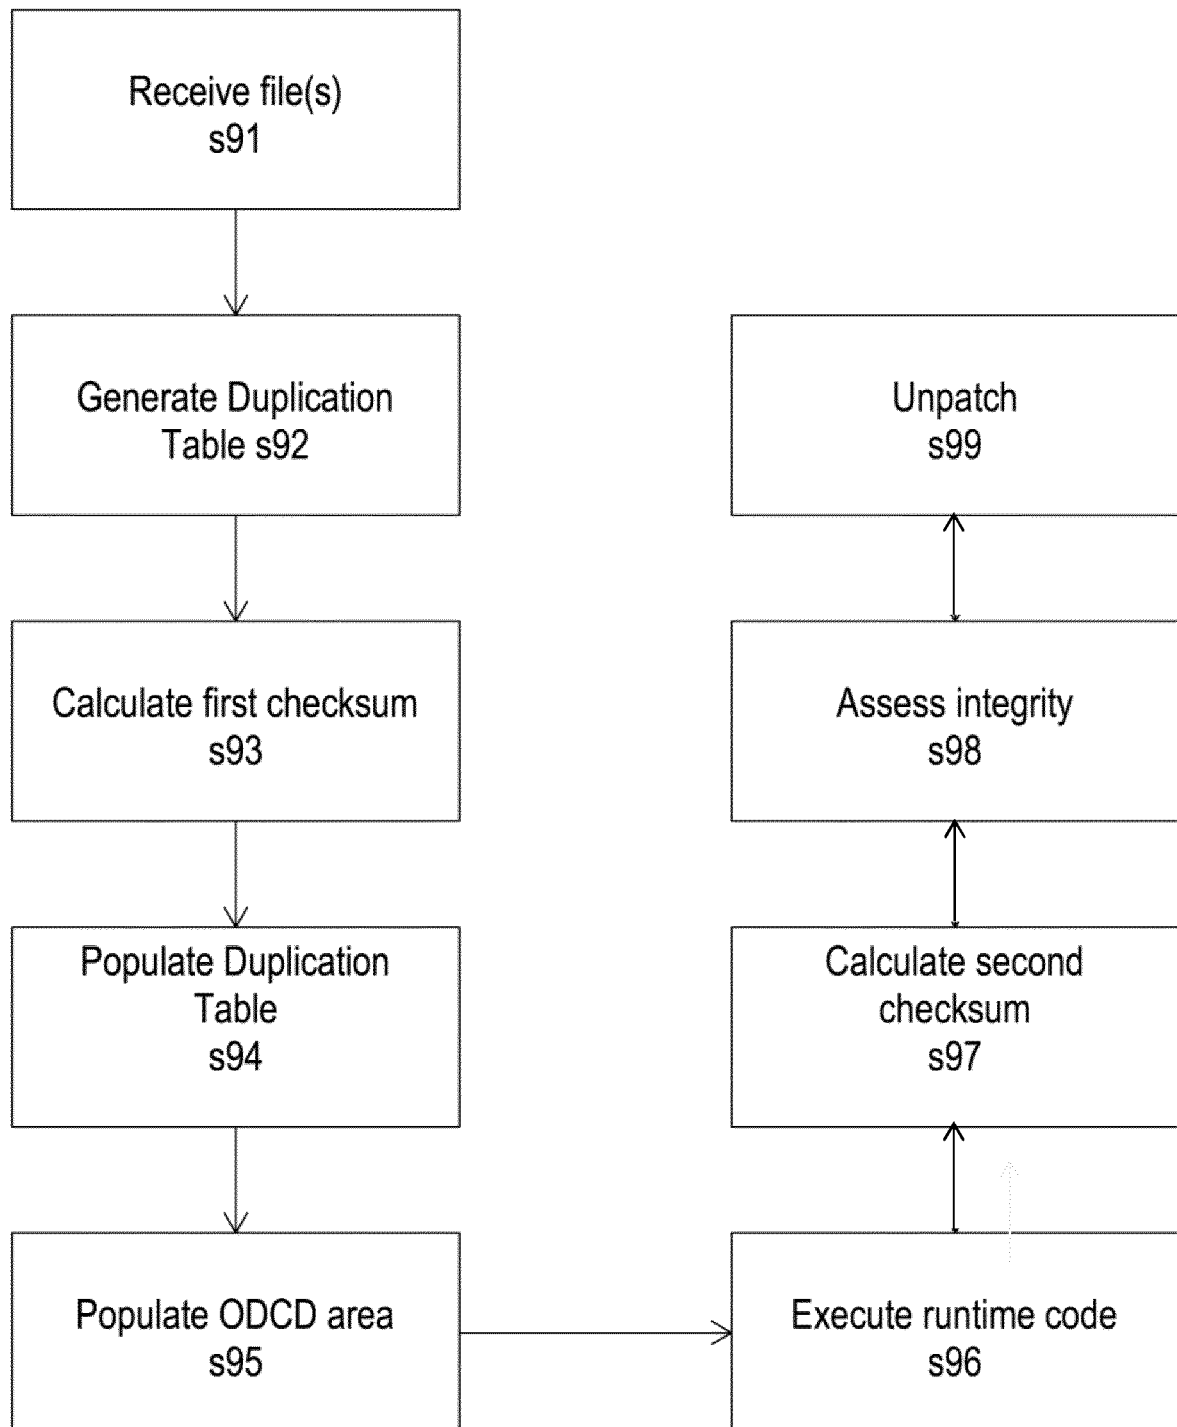 Receive file(s)
s91
Generate Duplication
Table s92
Calculate first checksum
s93
Populate Duplication
Table
s94
Populate ODCD area
s95
Execute runtime code
s96
Calculate second
checksum
s97
Assess integrity
s98
Unpatch
s99